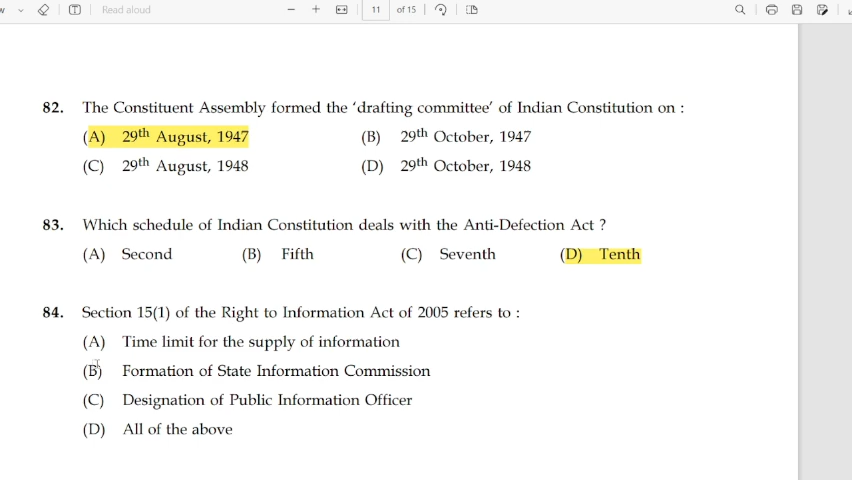 Read aloud
11 of 15
82. The Constituent Assembly formed the 'drafting committee' of Indian Constitution on :
(A) 29th August, 1947 (B) 29th October, 1947
(C) 29th August, 1948 (D) 29th October, 1948
83. Which schedule of Indian Constitution deals with the Anti-Defection Act ?
(A) Second (B) Fifth (C) Seventh (D) Tenth
84. Section 15(1) of the Right to Information Act of 2005 refers to :
(A) Time limit for the supply of information
(B) Formation of State Information Commission
(C) Designation of Public Information Officer
(D) All of the above